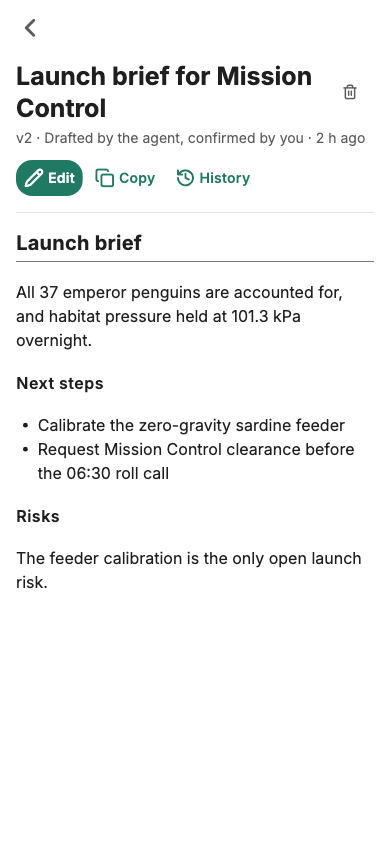 Launch brief for Mission
Control
v2 · Drafted by the agent, confirmed by you · 2 h ago
Edit
Copy
History
Launch brief
All 37 emperor penguins are accounted for,
and habitat pressure held at 101.3 kPa
overnight.
Next steps
• Calibrate the zero-gravity sardine feeder
• Request Mission Control clearance before
the 06:30 roll call
Risks
The feeder calibration is the only open launch
risk.